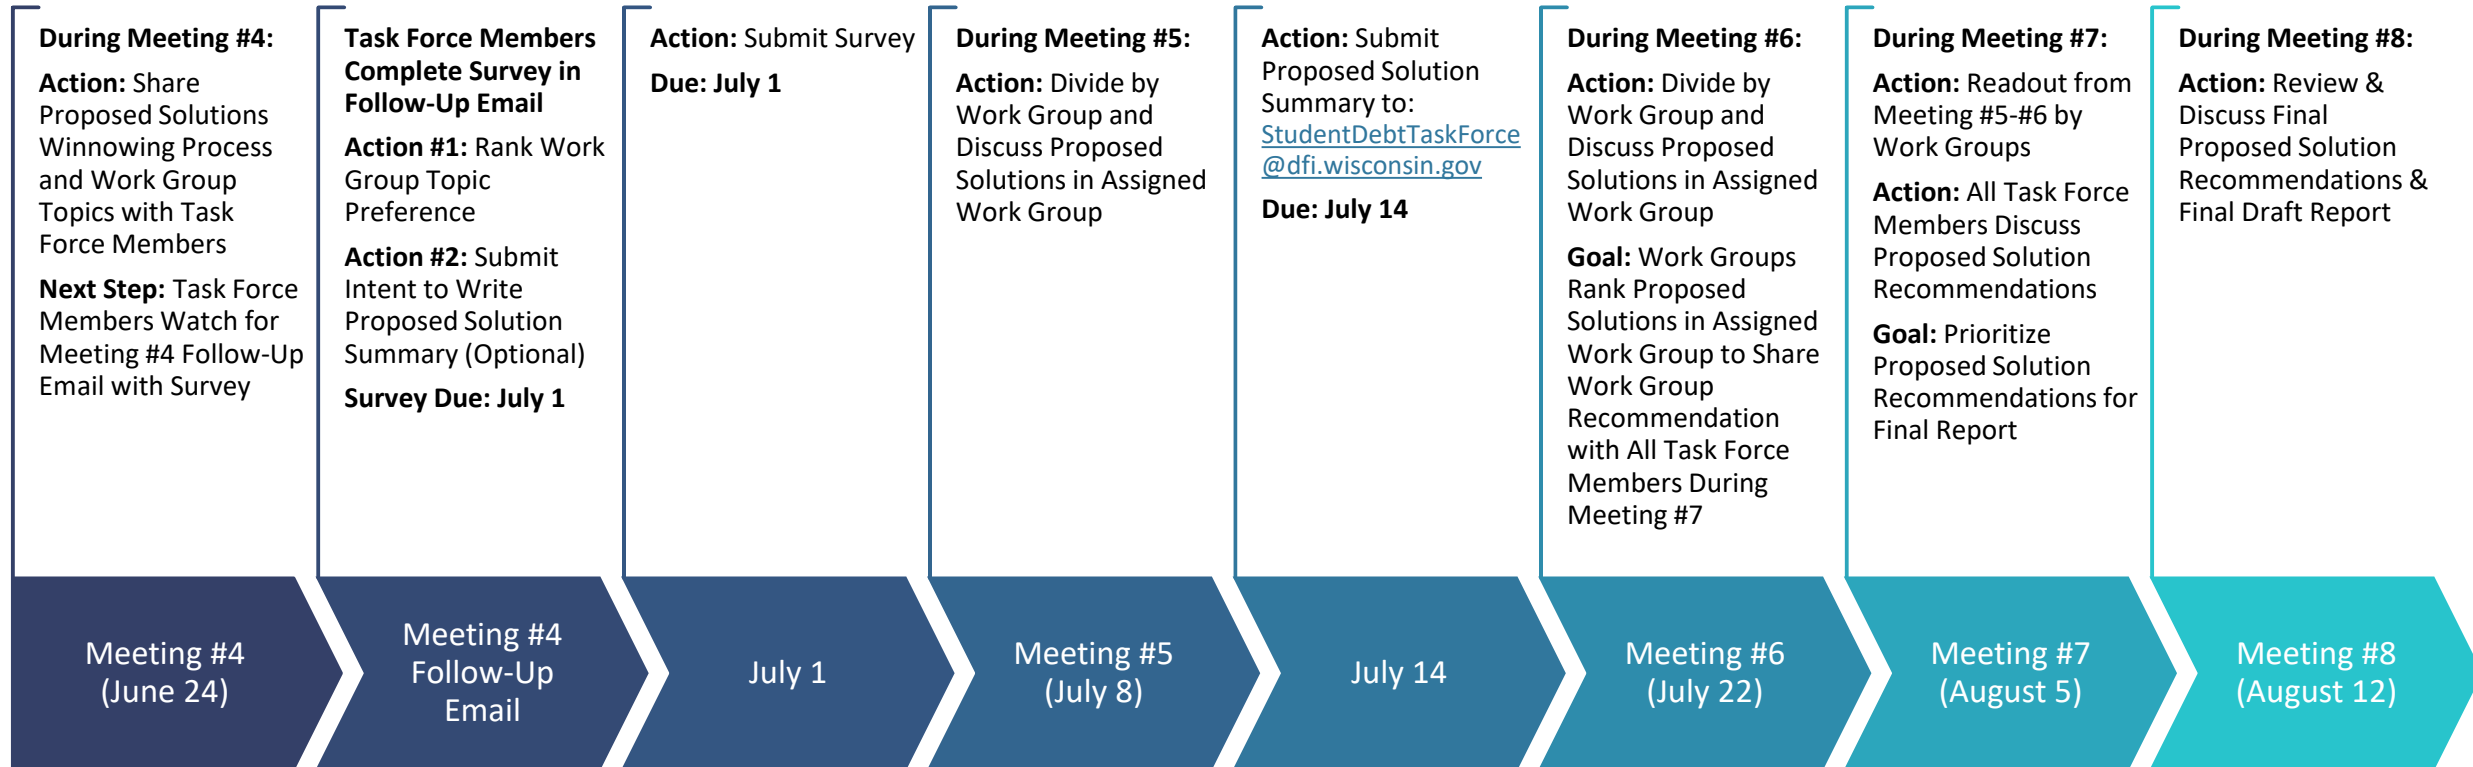 During Meeting #4:
Action: Share
Proposed Solutions
Winnowing Process
and Work Group
Topics with Task
Force Members
Next Step: Task Force
Members Watch for
Meeting #4 Follow-Up
Email with Survey
Meeting #4
(June 24)
Task Force Members
Complete Survey in
Follow-Up Email
Action #1: Rank Work
Group Topic
Preference
Action #2: Submit
Intent to Write
Proposed Solution
Summary (Optional)
Survey Due: July 1
Meeting #4
Follow-Up
Email
Action: Submit Survey
Due: July 1
July 1
During Meeting #5:
Action: Divide by
Work Group and
Discuss Proposed
Solutions in Assigned
Work Group
Meeting #5
(July 8)
Action: Submit
Proposed Solution
Summary to:
StudentDebtTaskForce
@dfi.wisconsin.gov
Due: July 14
July 14
During Meeting #6:
Action: Divide by
Work Group and
Discuss Proposed
Solutions in Assigned
Work Group
Goal: Work Groups
Rank Proposed
Solutions in Assigned
Work Group to Share
Work Group
Recommendation
with All Task Force
Members During
Meeting #7
Meeting #6
(July 22)
During Meeting #7:
Action: Readout from
Meeting #5-#6 by
Work Groups
Action: All Task Force
Members Discuss
Proposed Solution
Recommendations
Goal: Prioritize
Proposed Solution
Recommendations for
Final Report
Meeting #7
(August 5)
During Meeting #8:
Action: Review &
Discuss Final
Proposed Solution
Recommendations &
Final Draft Report
Meeting #8
(August 12)